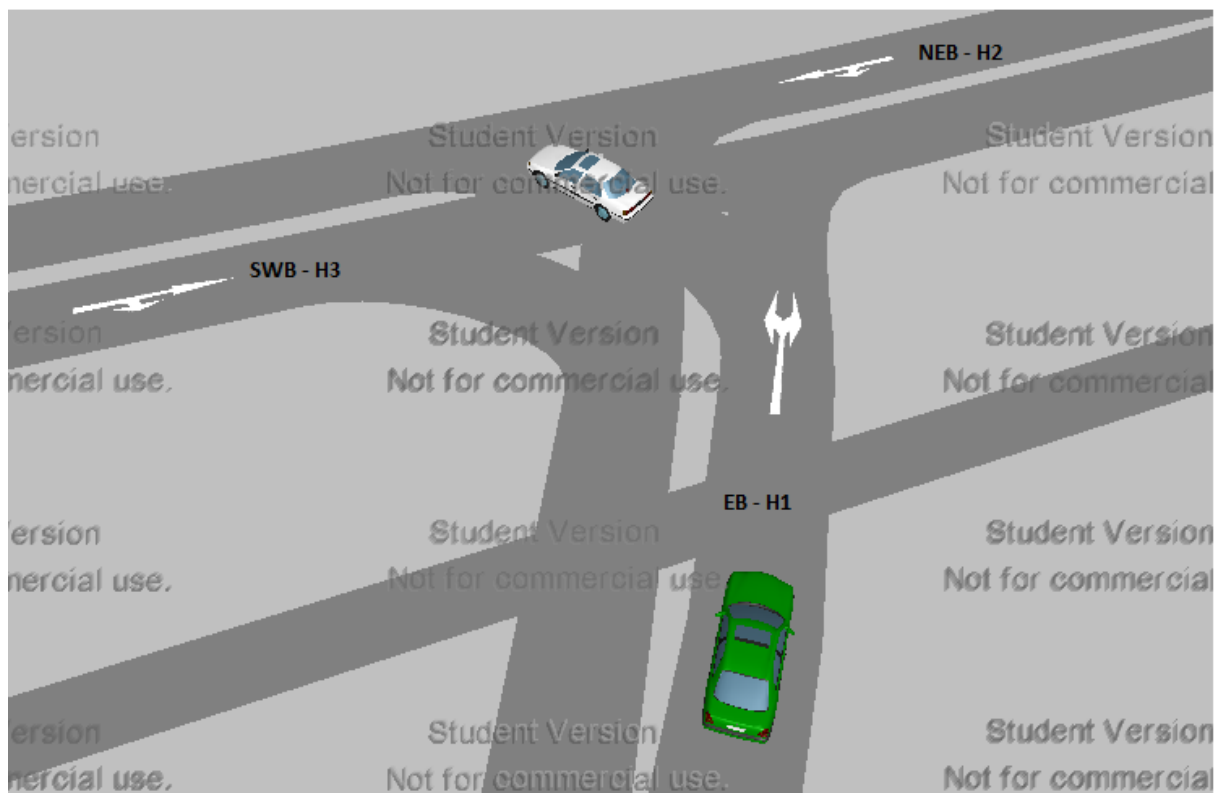 NEB - H2
ersion
Student Version
Student Version
nercial use.
Not for commercial use.
Not for commercial
SWB - H3
ersion
Student Version
Student Version
nercial use.
Not for commercial use.
Not for commercial
EB - H1
ersion
Student Version
Student Version
nercial use.
Not for commercial use
Not for commercial
ersion
Student Version
Student Version
nercial use.
Not for commercial use.
Not for commercial